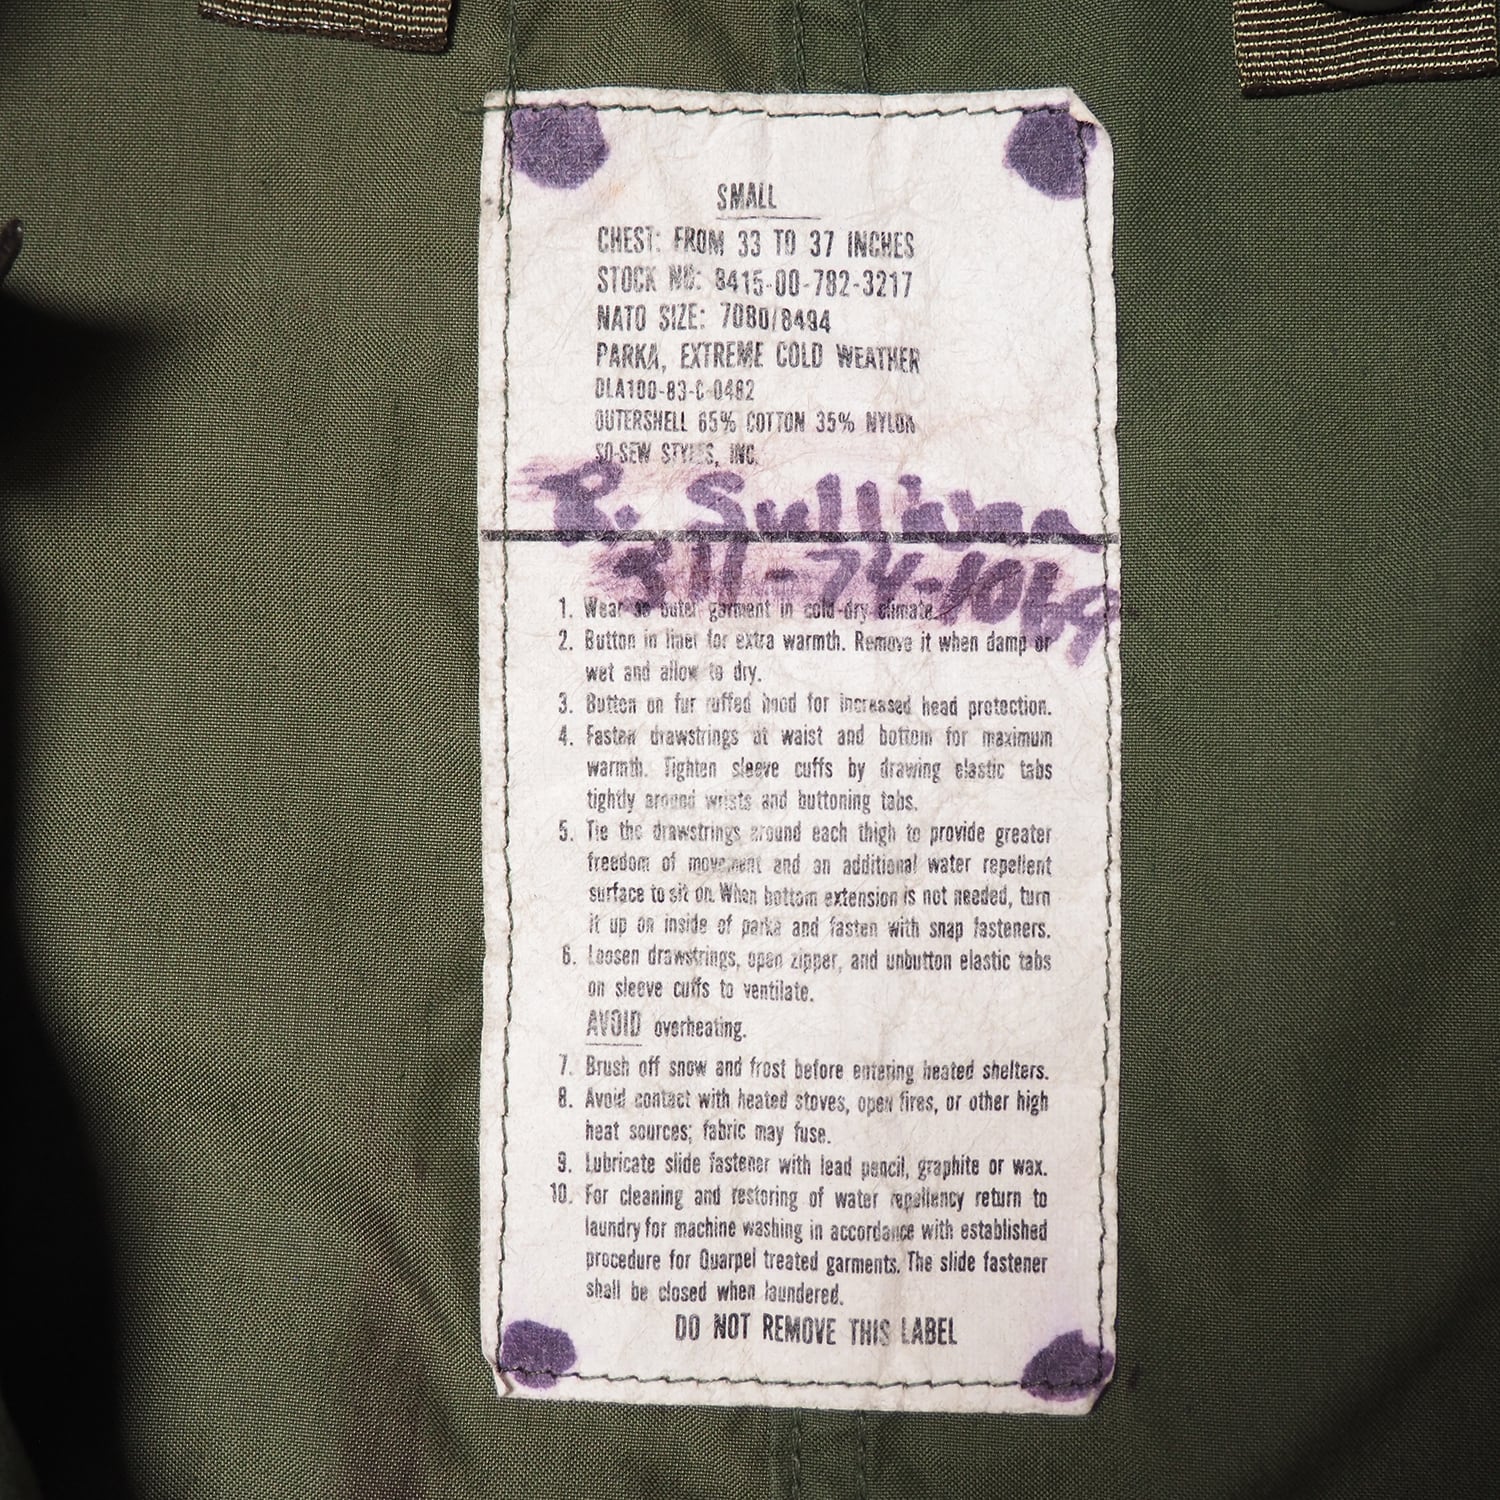 SMALL
CHEST: FROM 33 TO 37 INCHES
STOCK NO: 8415-00-782-3217
NATO SIZE: 7080/8494
PARKA, EXTREME COLD WEATHER
DLA100-83-C-0482
OUTERSHELL 65% COTTON 35% NYLON
SO-SEW STYLES, INC.
R. Sullivan
1. Wear as outer garment in cold-dry climate.
2. Button in liner for extra warmth. Remove it when damp or
wet and allow to dry.
3. Button on fur ruffed hood for increased head protection.
4. Fasten drawstrings at waist and bottom for maximum
warmth. Tighten sleeve cuffs by drawing elastic tabs
tightly around wrists and buttoning tabs.
5. Tie the drawstrings around each thigh to provide greater
freedom of movement and an additional water repellent
surface to sit on. When bottom extension is not needed, turn
it up on inside of parka and fasten with snap fasteners.
6. Loosen drawstrings, open zipper, and unbutton elastic tabs
on sleeve cuffs to ventilate.
AVOID overheating.
7. Brush off snow and frost before entering heated shelters.
8. Avoid contact with heated stoves, open fires, or other high
heat sources; fabric may fuse.
9. Lubricate slide fastener with lead pencil, graphite or wax.
10. For cleaning and restoring of water repellency return to
laundry for machine washing in accordance with established
procedure for Quarpel treated garments. The slide fastener
shall be closed when laundered.
DO NOT REMOVE THIS LABEL